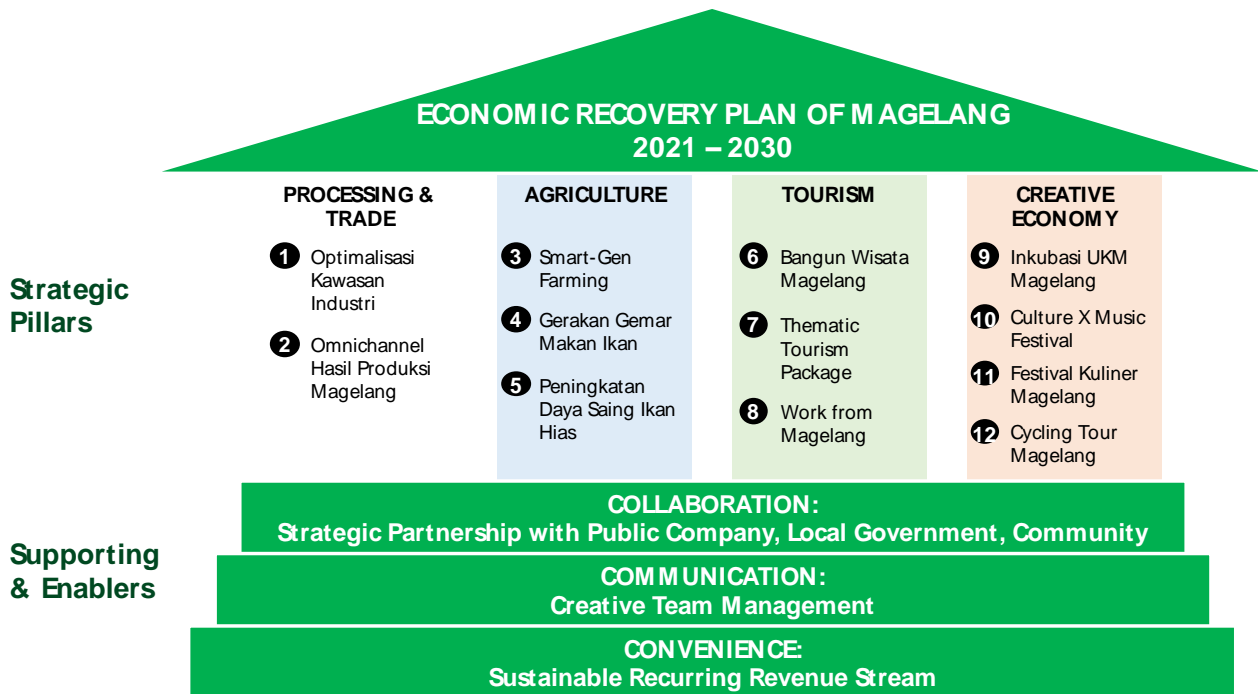 ECONOMIC RECOVERY PLAN OF MAGELANG
2021 – 2030
Strategic
Pillars
PROCESSING &
TRADE
1 Optimalisasi
Kawasan
Industri
2 Omnichannel
Hasil Produksi
Magelang
AGRICULTURE
3 Smart-Gen
Farming
4 Gerakan Gemar
Makan Ikan
5 Peningkatan
Daya Saing Ikan
Hias
TOURISM
6 Bangun Wisata
Magelang
7 Thematic
Tourism
Package
8 Work from
Magelang
CREATIVE
ECONOMY
9 Inkubasi UKM
Magelang
10 Culture X Music
Festival
11 Festival Kuliner
Magelang
12 Cycling Tour
Magelang
Supporting
& Enablers
COLLABORATION:
Strategic Partnership with Public Company, Local Government, Community
COMMUNICATION:
Creative Team Management
CONVENIENCE:
Sustainable Recurring Revenue Stream